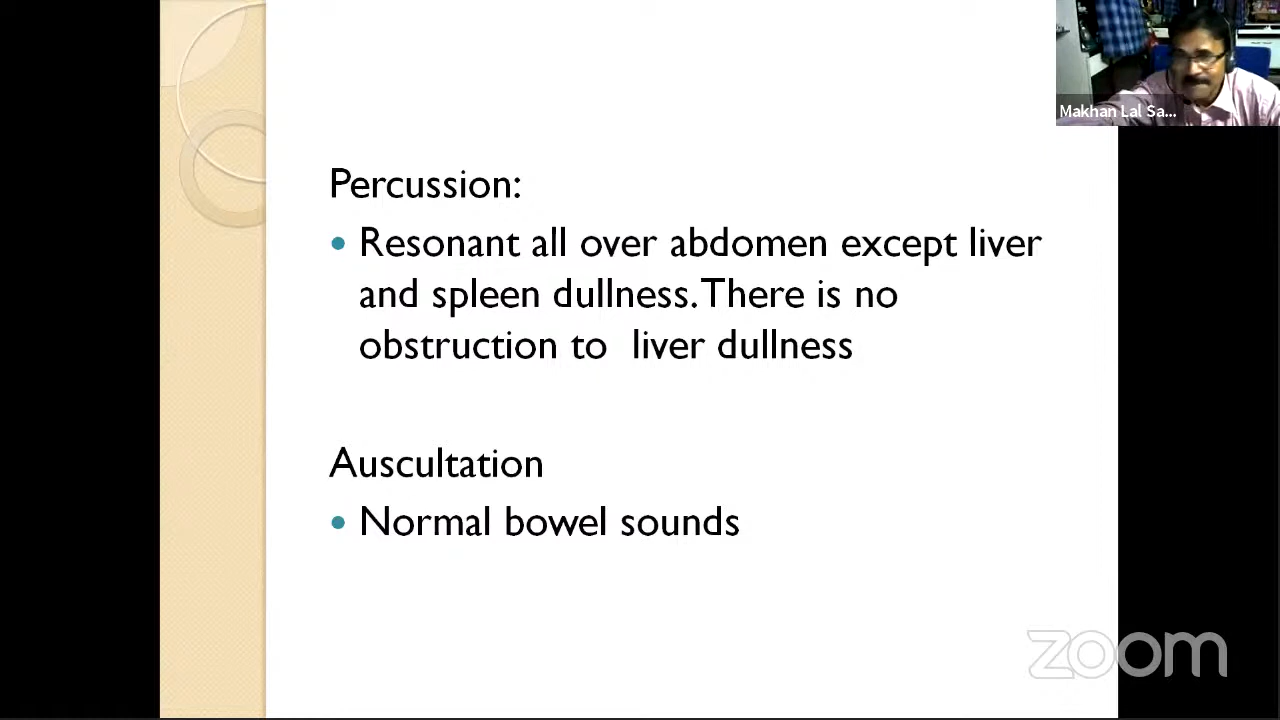 Makhan Lal Sa...
Percussion:
• Resonant all over abdomen except liver
and spleen dullness. There is no
obstruction to liver dullness
Auscultation
• Normal bowel sounds
zoom